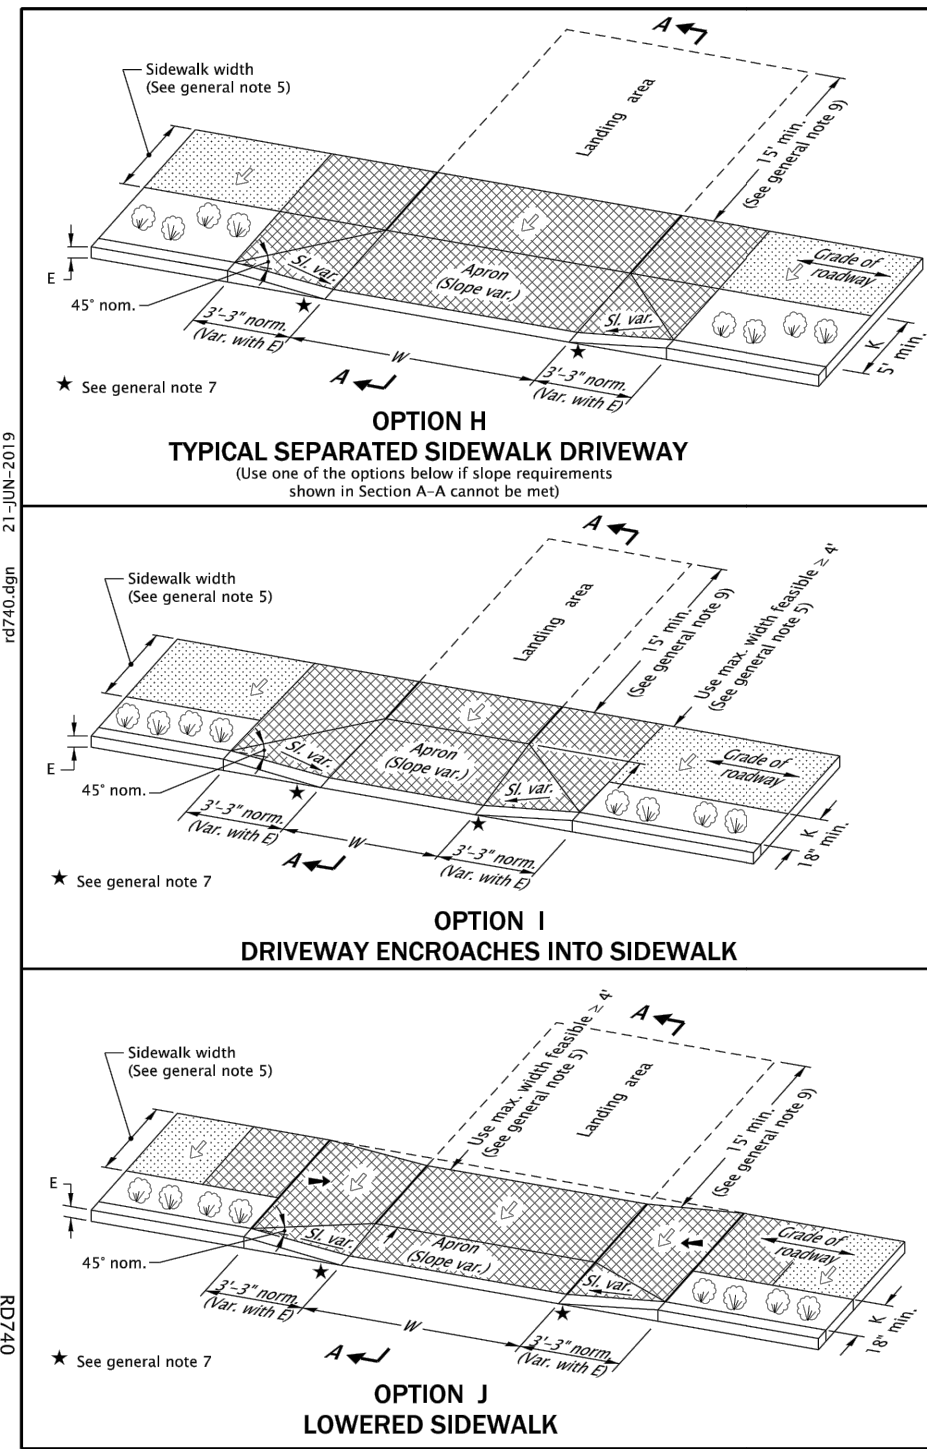 A
Sidewalk width
(See general note 5)
Landing area
15' min.
(See general note 9)
Grade of
roadway
E
Sl. var.
Apron
(Slope var.)
Sl. var.
45° nom.
3'-3" norm.
(Var. with E)
W
K
5' min.
★ See general note 7
A
3'-3" norm.
(Var. with E)
OPTION H
TYPICAL SEPARATED SIDEWALK DRIVEWAY
(Use one of the options below if slope requirements
shown in Section A-A cannot be met)
A
Sidewalk width
(See general note 5)
Landing area
15' min.
(See general note 9)
Use max. width feasible ≥ 4'
(See general note 5)
E
Sl. var.
Apron
(Slope var.)
Sl. var.
Grade of
roadway
45° nom.
3'-3" norm.
(Var. with E)
W
K
18" min.
A
3'-3" norm.
(Var. with E)
★ See general note 7
OPTION I
DRIVEWAY ENCROACHES INTO SIDEWALK
A
Sidewalk width
(See general note 5)
Use max. width feasible ≥ 4'
(See general note 5)
Landing area
15' min.
(See general note 9)
E
Sl. var.
Apron
(Slope var.)
Sl. var.
Grade of
roadway
45° nom.
3'-3" norm.
(Var. with E)
W
K
18" min.
A
3'-3" norm.
(Var. with E)
★ See general note 7
OPTION J
LOWERED SIDEWALK
rd740.dgn 21-JUN-2019
RD740